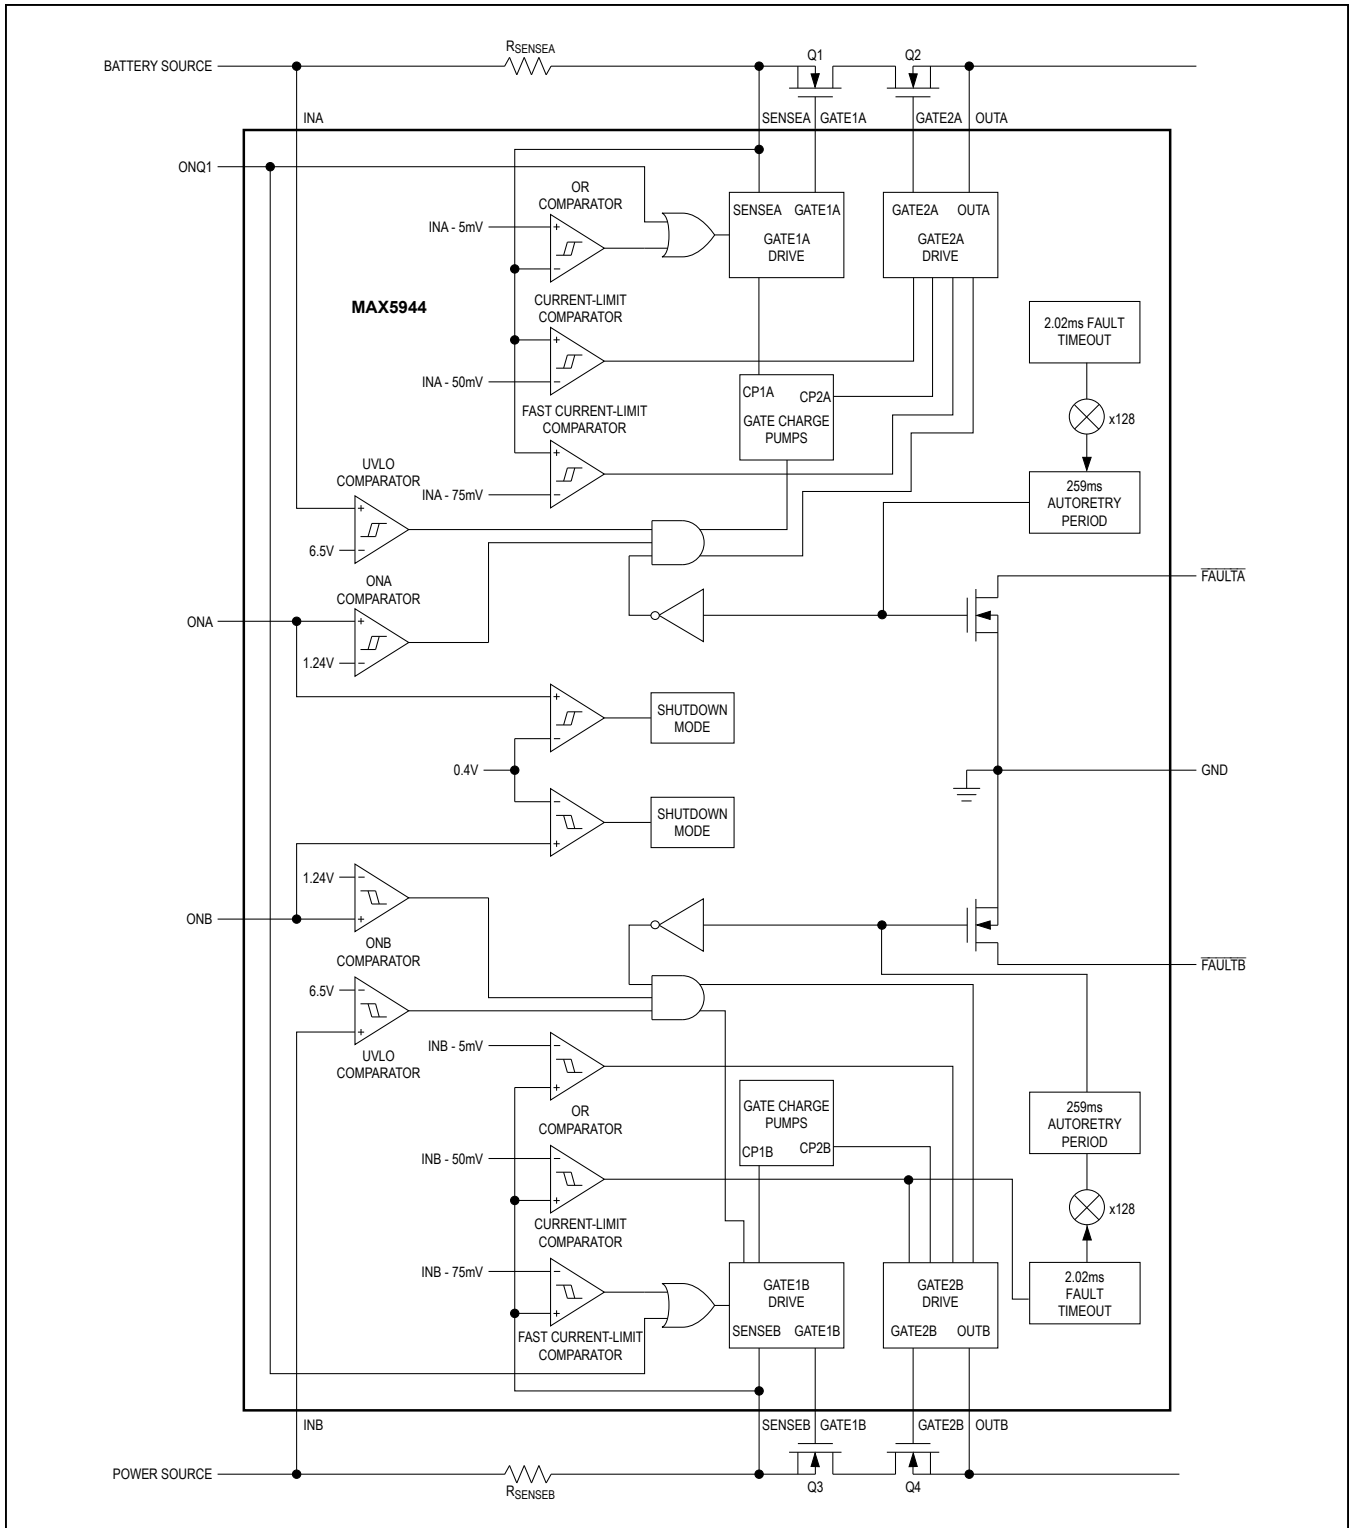 RSENSEA
Q1
Q2
BATTERY SOURCE
INA
SENSEA
GATE1A
GATE2A
OUTA
ONQ1
OR
COMPARATOR
INA - 5mV
+
−
SENSEA GATE1A
GATE1A
DRIVE
GATE2A OUTA
GATE2A
DRIVE
MAX5944
CURRENT-LIMIT
COMPARATOR
+
−
INA - 50mV
2.02ms FAULT
TIMEOUT
x128
CP1A
CP2A
GATE CHARGE
PUMPS
FAST CURRENT-LIMIT
COMPARATOR
+
−
INA - 75mV
259ms
AUTORETRY
PERIOD
UVLO
COMPARATOR
+
−
6.5V
FAULTA
ONA
COMPARATOR
ONA
+
−
1.24V
+
−
SHUTDOWN
MODE
0.4V
GND
−
+
SHUTDOWN
MODE
1.24V
−
+
ONB
ONB
COMPARATOR
FAULTB
6.5V
−
+
UVLO
COMPARATOR
INB - 5mV
−
+
OR
COMPARATOR
GATE CHARGE
PUMPS
CP1B
CP2B
259ms
AUTORETRY
PERIOD
INB - 50mV
−
+
CURRENT-LIMIT
COMPARATOR
x128
INB - 75mV
−
+
FAST CURRENT-LIMIT
COMPARATOR
GATE1B
DRIVE
SENSEB GATE1B
GATE2B
DRIVE
GATE2B OUTB
2.02ms
FAULT
TIMEOUT
INB
SENSEB
GATE1B
GATE2B
OUTB
POWER SOURCE
RSENSEB
Q3
Q4